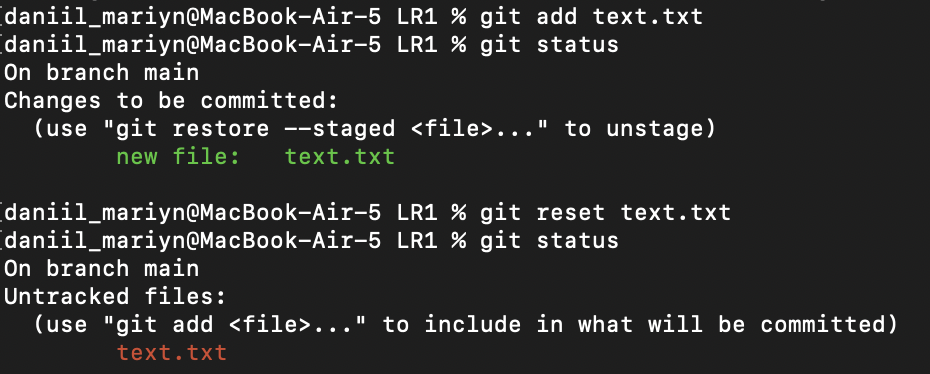 [daniil_mariyn@MacBook-Air-5 LR1 % git add text.txt
[daniil_mariyn@MacBook-Air-5 LR1 % git status
On branch main
Changes to be committed:
  (use "git restore --staged <file>..." to unstage)
        new file:   text.txt

[daniil_mariyn@MacBook-Air-5 LR1 % git reset text.txt
[daniil_mariyn@MacBook-Air-5 LR1 % git status
On branch main
Untracked files:
  (use "git add <file>..." to include in what will be committed)
        text.txt